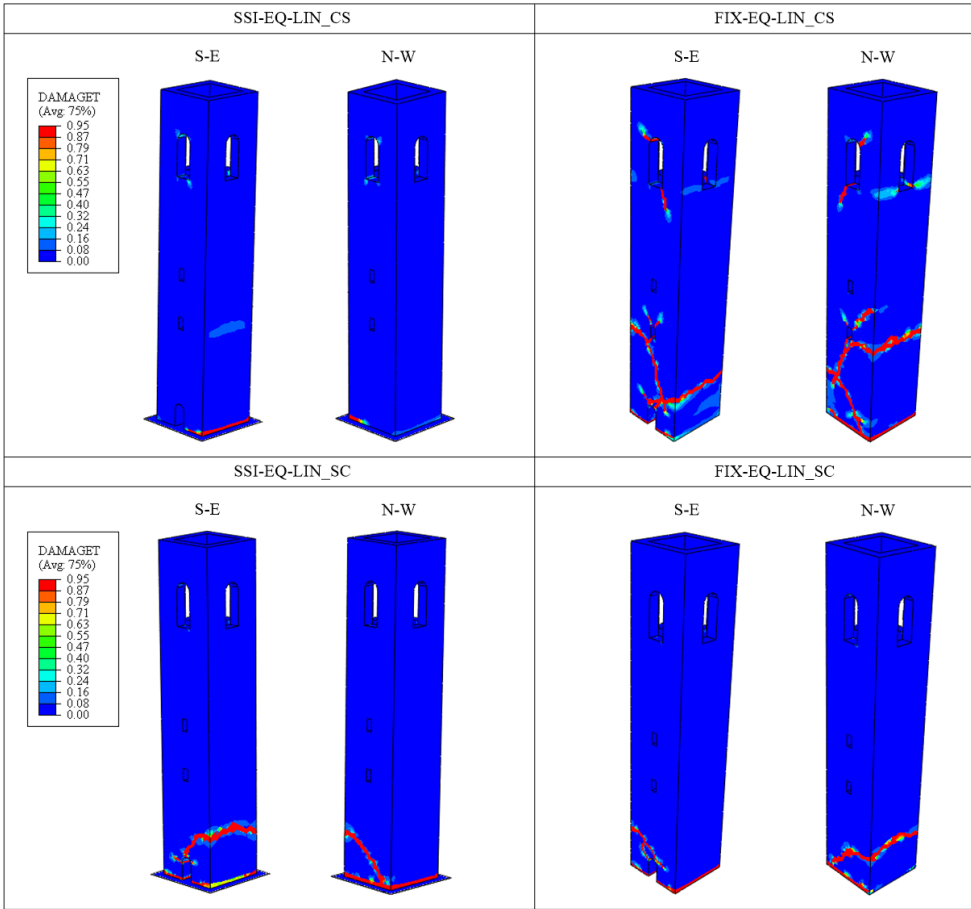 SSI-EQ-LIN_CS
FIX-EQ-LIN_CS
S-E
N-W
S-E
N-W
DAMAGET
(Avg: 75%)
0.95
0.87
0.79
0.71
0.63
0.55
0.47
0.40
0.32
0.24
0.16
0.08
0.00
SSI-EQ-LIN_SC
FIX-EQ-LIN_SC
S-E
N-W
S-E
N-W
DAMAGET
(Avg: 75%)
0.95
0.87
0.79
0.71
0.63
0.55
0.47
0.40
0.32
0.24
0.16
0.08
0.00